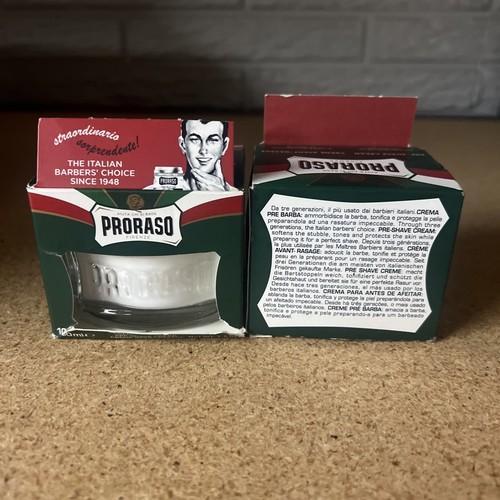 straordinario
sorprendente!
THE ITALIAN
BARBERS' CHOICE
SINCE 1948
PRORASO
PRORASO
FIRENZE
PRORASO
Da tre generazioni, il più usato dai barbieri italiani. CREMA
PRE BARBA: ammorbidisce la barba, tonifica e protegge la pelle
preparandola ad una rasatura impeccabile. Through three
generations, the Italian barbers' choice. PRE-SHAVE CREAM:
softens the stubble, tones and protects the skin while
preparing it for a perfect shave. Depuis trois générations,
la plus utilisée par les Maîtres Barbiers italiens. CRÈME
AVANT- RASAGE: adoucit la barbe, tonifie et protège la
peau en la préparant pour un rasage impeccable. Seit
drei Generationen die am meisten von italienischen
Friseuren gekaufte Marke. PRE SHAVE CREME: macht
die Bartstoppeln weich, tonifiziert und schützt die
Gesichtshaut und bereitet sie für eine perfekte Rasur vor.
Desde hace tres generaciones, el más usado por los
barberos italianos. CREMA PARA ANTES DE AFEITAR:
ablanda la barba, tonifica y protege la piel preparándola para
un afeitado impecable. Desde há três gerações, o mais usado
pelos barbeiros italianos. CREME PRÉ BARBA: amacia a barba,
tonifica e protege a pele preparando-a para um barbeado
impecável.